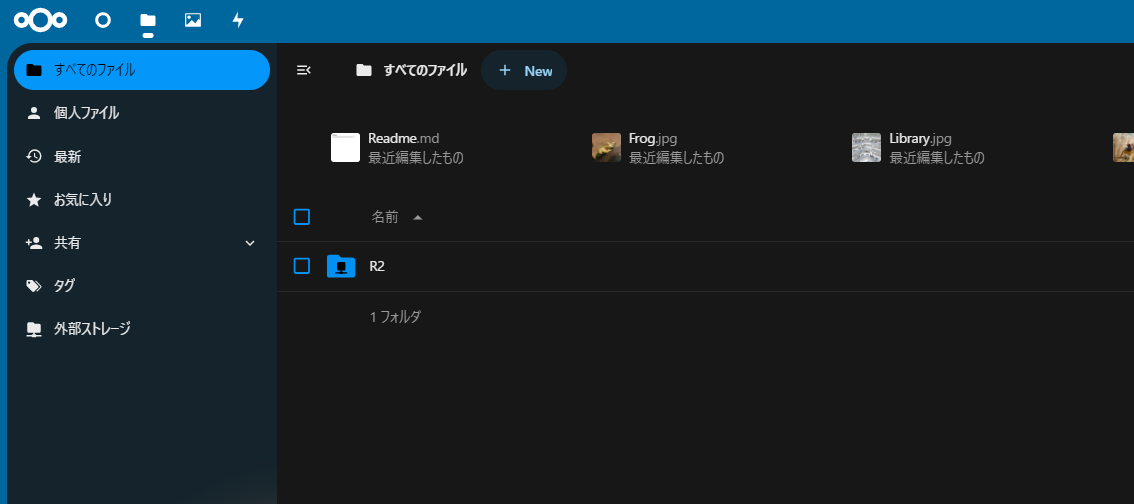 すべてのファイル
個人ファイル
最新
お気に入り
共有
タグ
外部ストレージ
すべてのファイル
New
Readme.md
最近編集したもの
Frog.jpg
最近編集したもの
Library.jpg
最近編集したもの
名前
R2
1 フォルダ